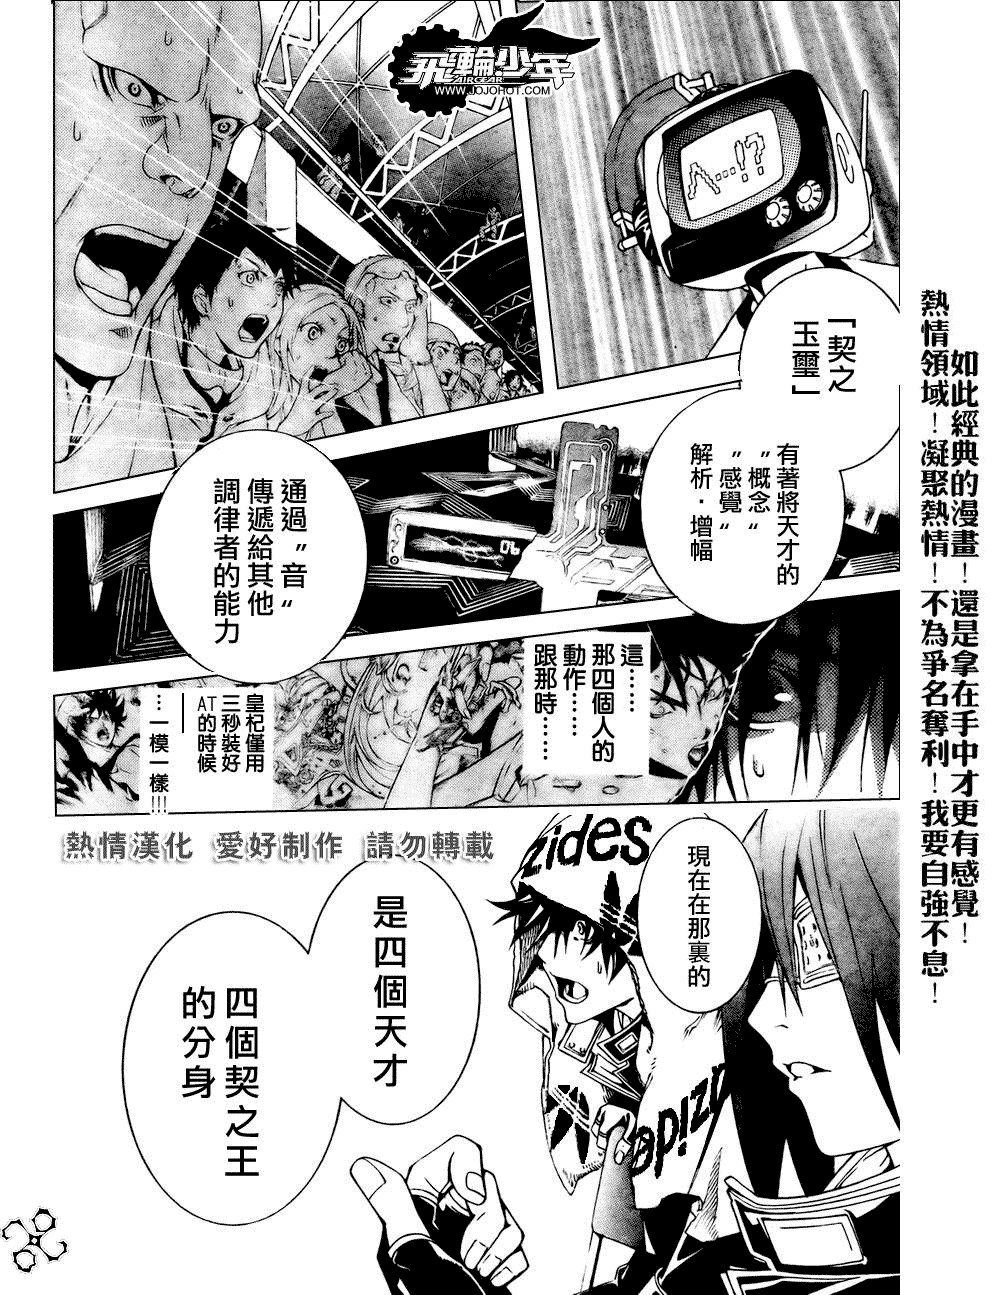 飛輪少年
AIRGEAR
WWW.JOJOHOT.COM
へ…!?
「契之
玉璽」
有著將天才的
“概念“
“感覺“
解析．增幅
通過“音“
傳遞給其他
調律者的能力
這……
那四個人的
動作……
跟那時……
皇杞僅用
三秒裝好
AT的時候
…一模一樣!!!
06
熱情漢化 愛好制作 請勿轉載
zides
現在在那裏的
是四個天才
四個契之王
的分身
如此經典的漫畫！還是拿在手中才更有感覺！
熱情領域！凝聚熱情！不為爭名奪利！我要自強不息！